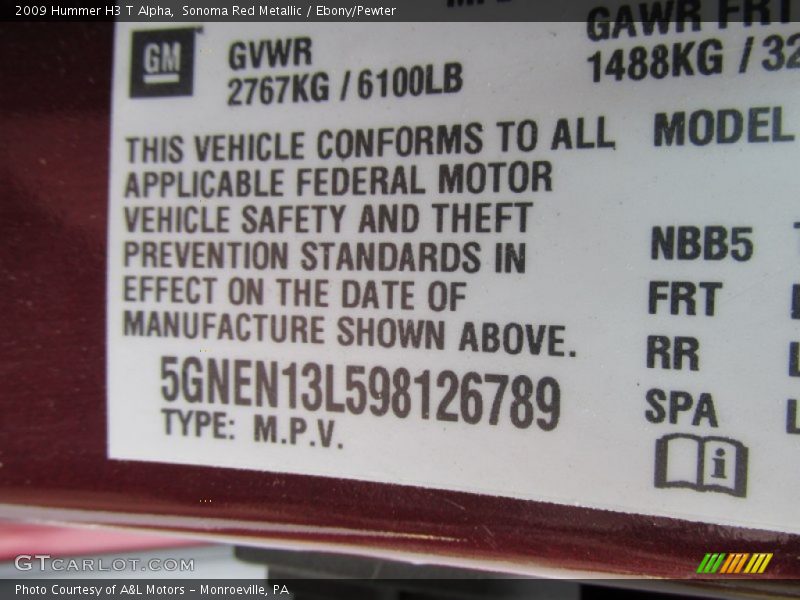 2009 Hummer H3 T Alpha, Sonoma Red Metallic / Ebony/Pewter
GM
GVWR
GAWR FRT
2767KG / 6100LB
1488KG / 32
THIS VEHICLE CONFORMS TO ALL
MODEL
APPLICABLE FEDERAL MOTOR
VEHICLE SAFETY AND THEFT
PREVENTION STANDARDS IN
EFFECT ON THE DATE OF
MANUFACTURE SHOWN ABOVE.
NBB5
FRT
RR
SPA
5GNEN13L598126789
TYPE: M.P.V.
i
GTCARLOT.COM
Photo Courtesy of A&L Motors - Monroeville, PA